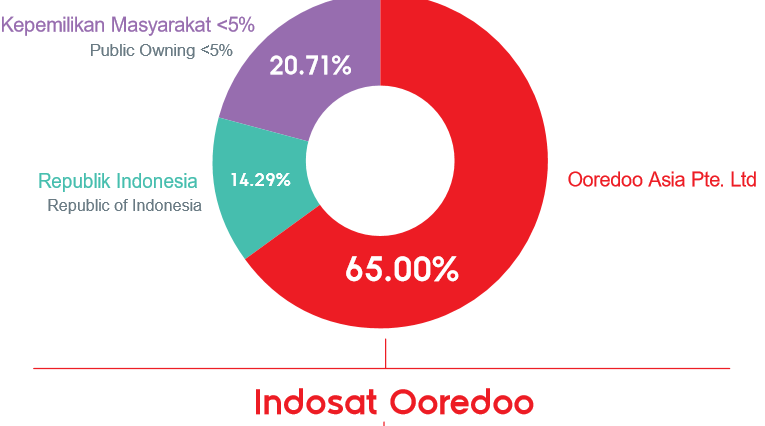 Kepemilikan Masyarakat <5%
Public Owning <5%
20.71%
Republik Indonesia
Republic of Indonesia
14.29%
Ooredoo Asia Pte. Ltd
65.00%
Indosat Ooredoo